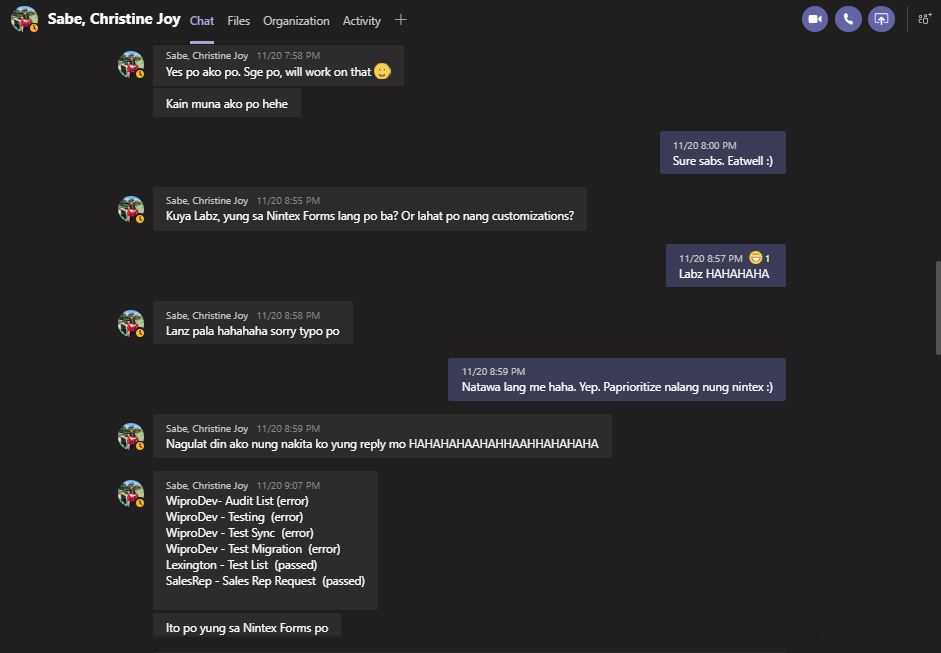 Sabe, Christine Joy Chat Files Organization Activity
Sabe, Christine Joy 11/20 7:58 PM
Yes po ako po. Sge po, will work on that
Kain muna ako po hehe
11/20 8:00 PM
Sure sabs. Eatwell :)
Sabe, Christine Joy 11/20 8:55 PM
Kuya Labz, yung sa Nintex Forms lang po ba? Or lahat po nang customizations?
11/20 8:57 PM 1
Labz HAHAHAHA
Sabe, Christine Joy 11/20 8:58 PM
Lanz pala hahahaha sorry typo po
11/20 8:59 PM
Natawa lang me haha. Yep. Paprioritize nalang nung nintex :)
Sabe, Christine Joy 11/20 8:59 PM
Nagulat din ako nung nakita ko yung reply mo HAHAHAHAAHAHHAAHHAHAHAHA
Sabe, Christine Joy 11/20 9:07 PM
WiproDev- Audit List (error)
WiproDev - Testing (error)
WiproDev - Test Sync (error)
WiproDev - Test Migration (error)
Lexington - Test List (passed)
SalesRep - Sales Rep Request (passed)
Ito po yung sa Nintex Forms po